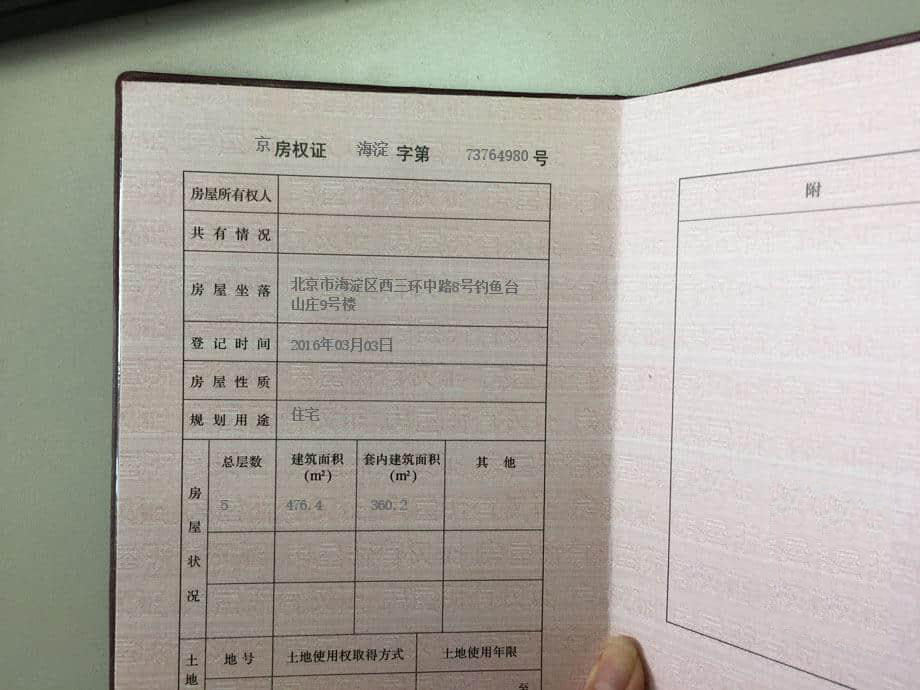 京 房权证 海淀 字第 73764980 号
房屋所有权人
共有情况
房屋坐落 北京市海淀区西三环中路8号钓鱼台
山庄9号楼
登记时间 2016年03月03日
房屋性质
规划用途 住宅
房屋状况
总层数 建筑面积 套内建筑面积 其他
(m²) (m²)
5 476.4 360.2
土地
地号 土地使用权取得方式 土地使用年限
至
附